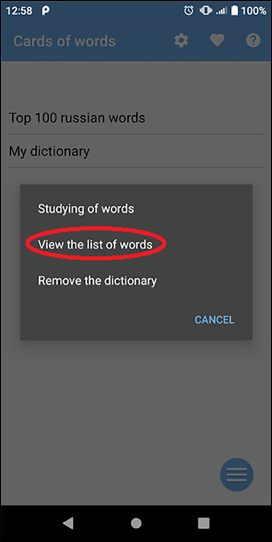 12:58 100%
Cards of words
Top 100 russian words
My dictionary
Studying of words
View the list of words
Remove the dictionary
CANCEL